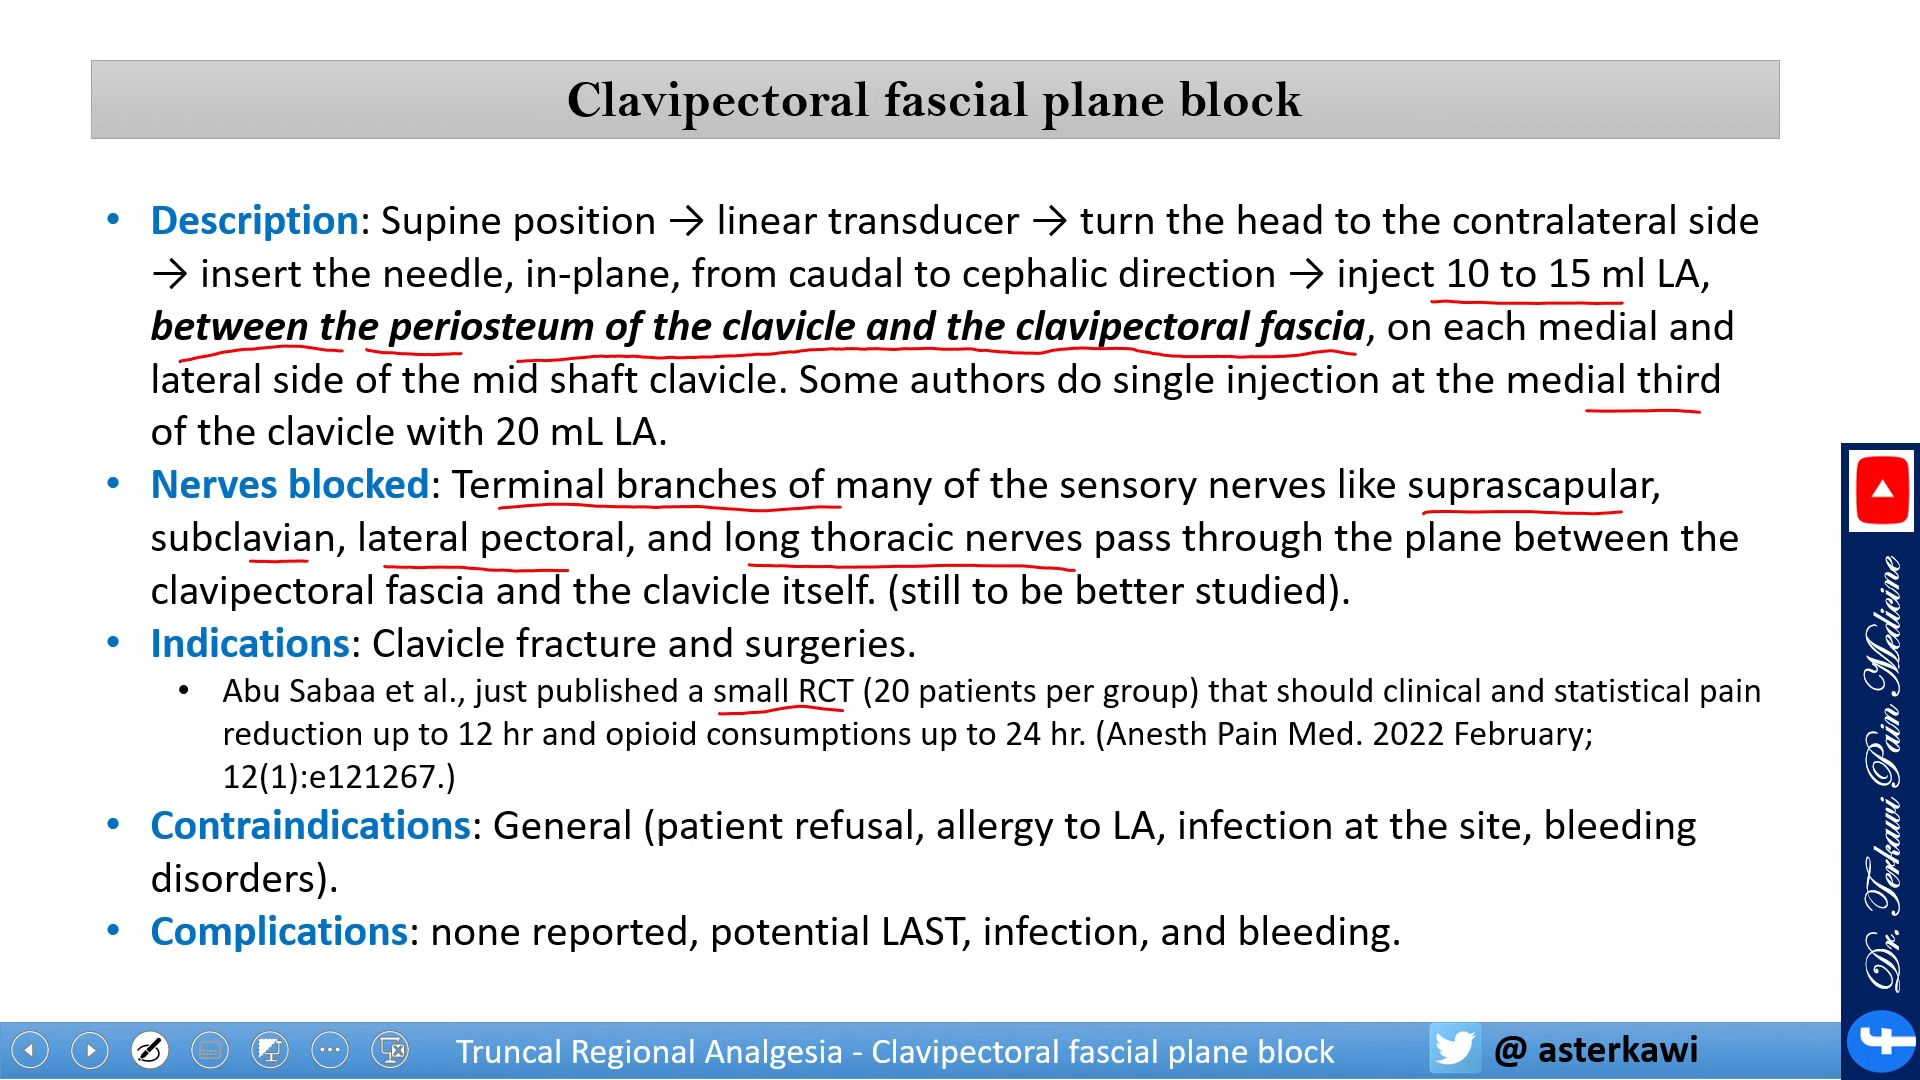 Clavipectoral fascial plane block
• Description: Supine position → linear transducer → turn the head to the contralateral side
→ insert the needle, in-plane, from caudal to cephalic direction → inject 10 to 15 ml LA,
between the periosteum of the clavicle and the clavipectoral fascia, on each medial and
lateral side of the mid shaft clavicle. Some authors do single injection at the medial third
of the clavicle with 20 mL LA.
• Nerves blocked: Terminal branches of many of the sensory nerves like suprascapular,
subclavian, lateral pectoral, and long thoracic nerves pass through the plane between the
clavipectoral fascia and the clavicle itself. (still to be better studied).
• Indications: Clavicle fracture and surgeries.
• Abu Sabaa et al., just published a small RCT (20 patients per group) that should clinical and statistical pain
reduction up to 12 hr and opioid consumptions up to 24 hr. (Anesth Pain Med. 2022 February;
12(1):e121267.)
• Contraindications: General (patient refusal, allergy to LA, infection at the site, bleeding
disorders).
• Complications: none reported, potential LAST, infection, and bleeding.
Dr. Terkawi Pain Medicine
Truncal Regional Analgesia - Clavipectoral fascial plane block
@ asterkawi